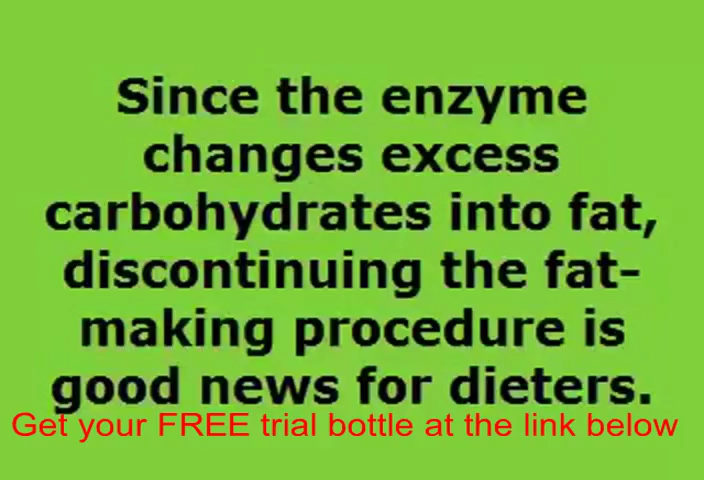 Since the enzyme
changes excess
carbohydrates into fat,
discontinuing the fat-
making procedure is
good news for dieters.
Get your FREE trial bottle at the link below